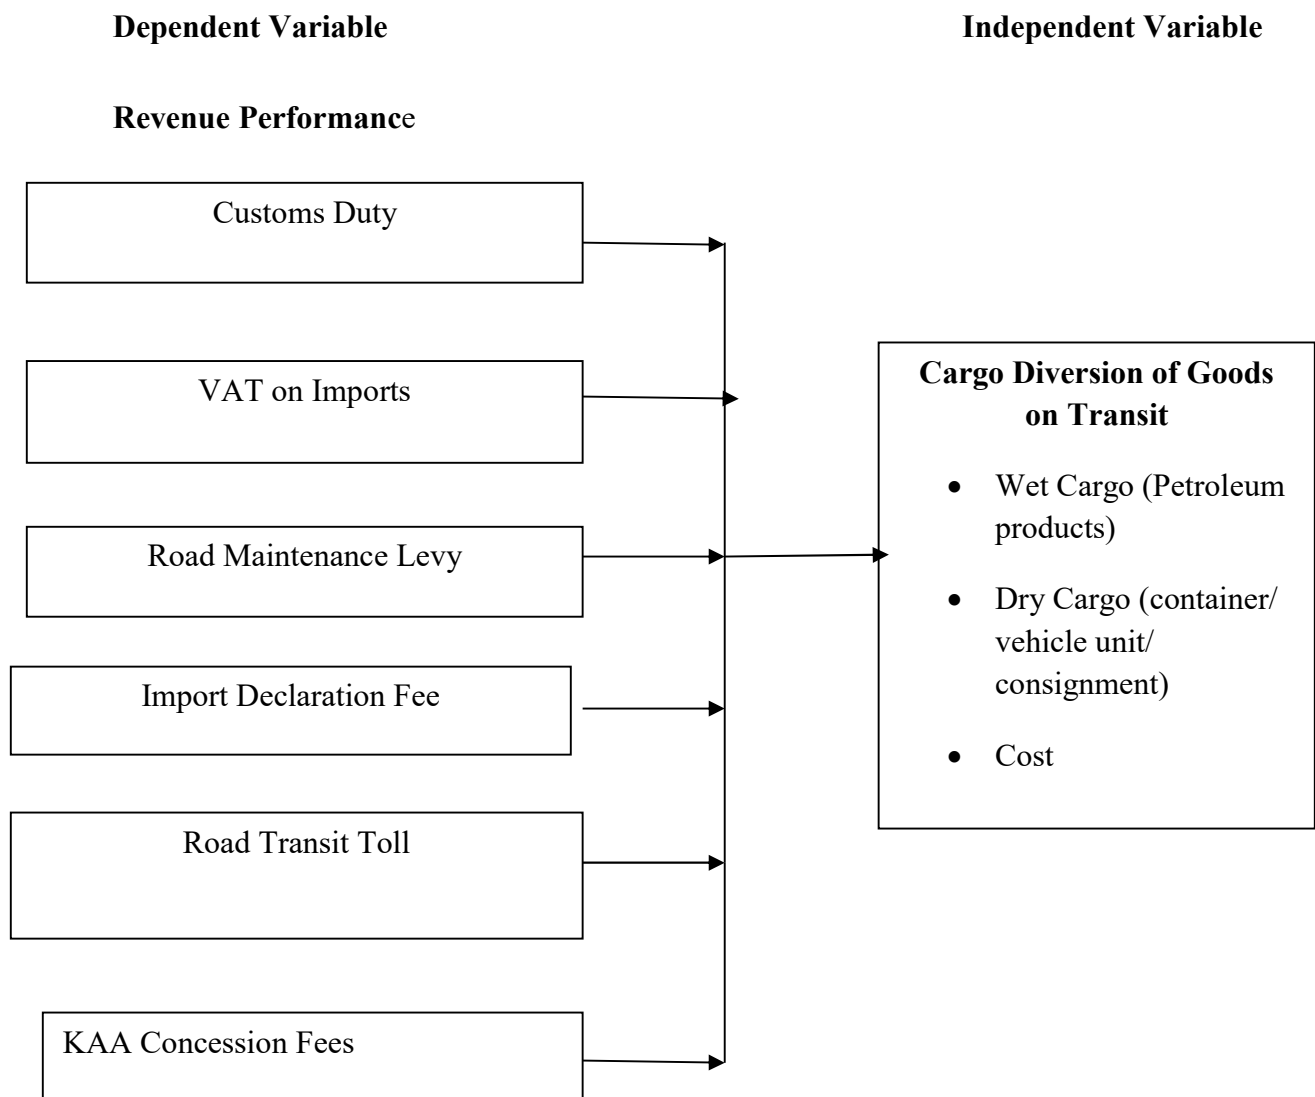 Dependent Variable
Independent Variable
Revenue Performance
Customs Duty
VAT on Imports
Road Maintenance Levy
Import Declaration Fee
Road Transit Toll
KAA Concession Fees
Cargo Diversion of Goods
on Transit
• Wet Cargo (Petroleum
products)
• Dry Cargo (container/
vehicle unit/
consignment)
• Cost